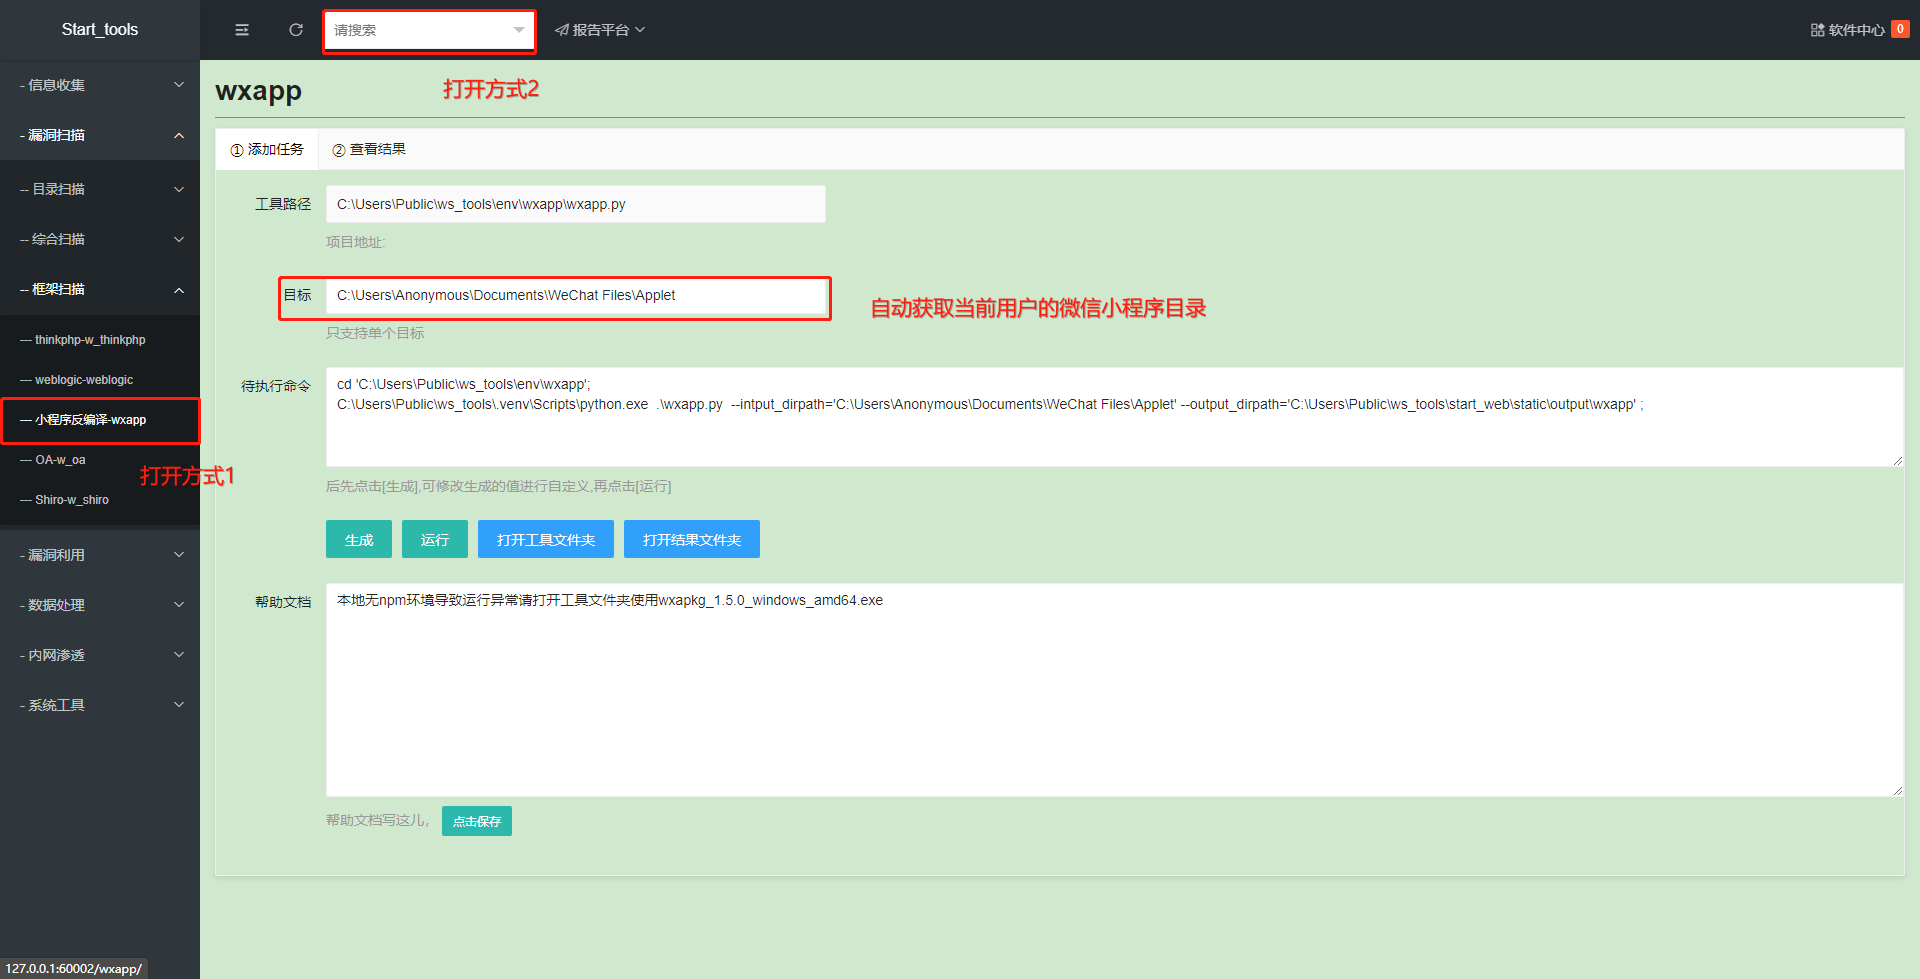 Start_tools
请搜索
报告平台
软件中心 0
- 信息收集
- 漏洞扫描
-- 目录扫描
-- 综合扫描
-- 框架扫描
--- thinkphp-w_thinkphp
--- weblogic-weblogic
--- 小程序反编译-wxapp
--- OA-w_oa
打开方式1
--- Shiro-w_shiro
- 漏洞利用
- 数据处理
- 内网渗透
- 系统工具
wxapp
打开方式2
① 添加任务
② 查看结果
工具路径
C:\Users\Public\ws_tools\env\wxapp\wxapp.py
项目地址:
目标
C:\Users\Anonymous\Documents\WeChat Files\Applet
自动获取当前用户的微信小程序目录
只支持单个目标
待执行命令
cd 'C:\Users\Public\ws_tools\env\wxapp';
C:\Users\Public\ws_tools\.venv\Scripts\python.exe  .\wxapp.py  --intput_dirpath='C:\Users\Anonymous\Documents\WeChat Files\Applet' --output_dirpath='C:\Users\Public\ws_tools\start_web\static\output\wxapp' ;
后先点击[生成],可修改生成的值进行自定义,再点击[运行]
生成
运行
打开工具文件夹
打开结果文件夹
帮助文档
本地无npm环境导致运行异常请打开工具文件夹使用wxapkg_1.5.0_windows_amd64.exe
帮助文档写这儿，
点击保存
127.0.0.1:60002/wxapp/